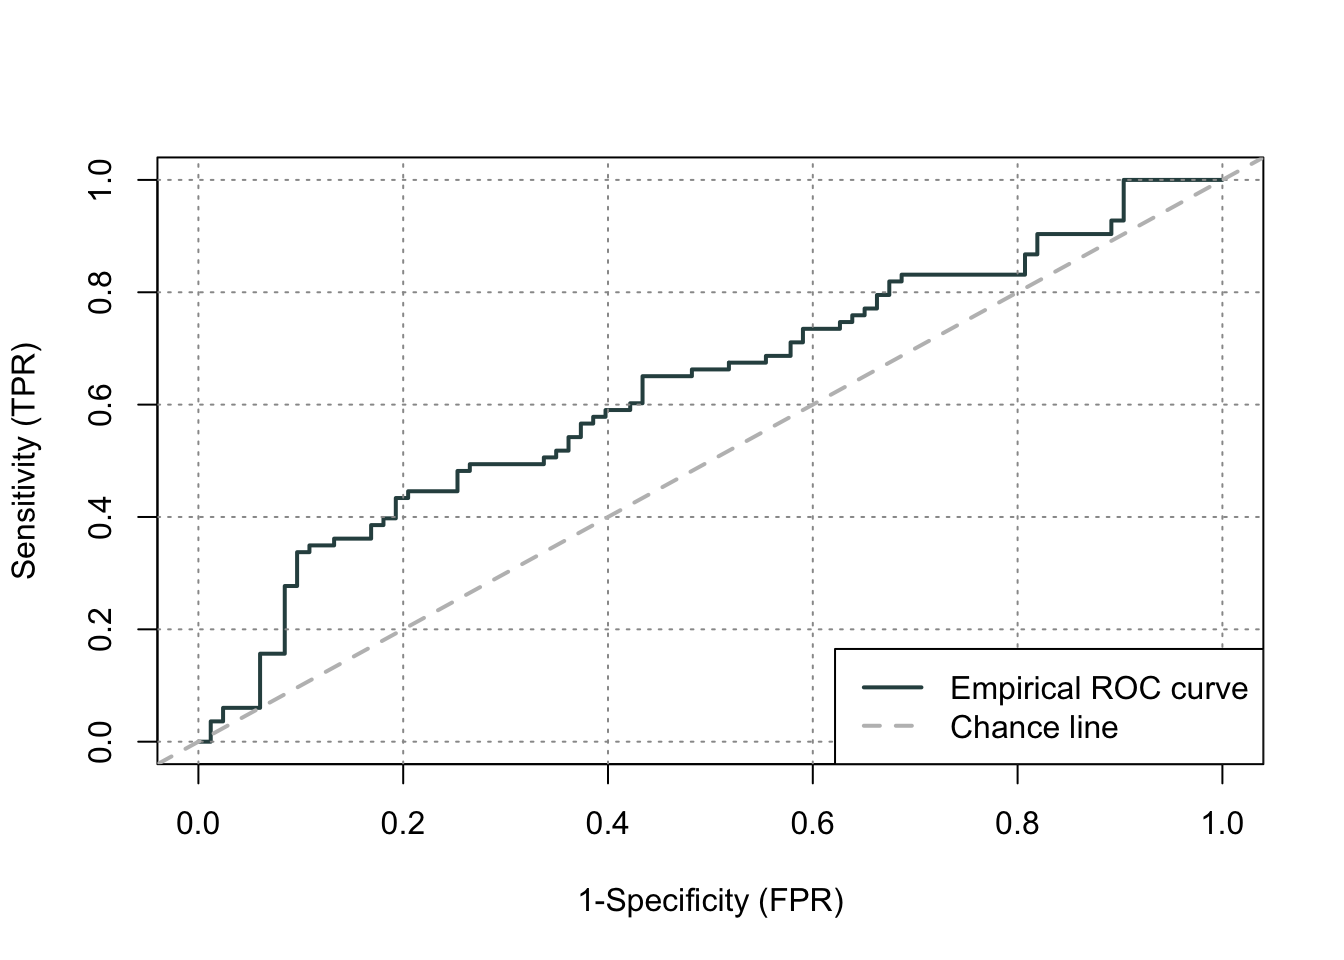 1.0
0.8
0.6
0.4
0.2
0.0
Sensitivity (TPR)
Empirical ROC curve
Chance line
0.0 0.2 0.4 0.6 0.8 1.0
1-Specificity (FPR)